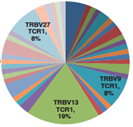 TRBV27
TCR1,
8%
TRBV9
TCR1,
8%
TRBV13
TCR1,
19%